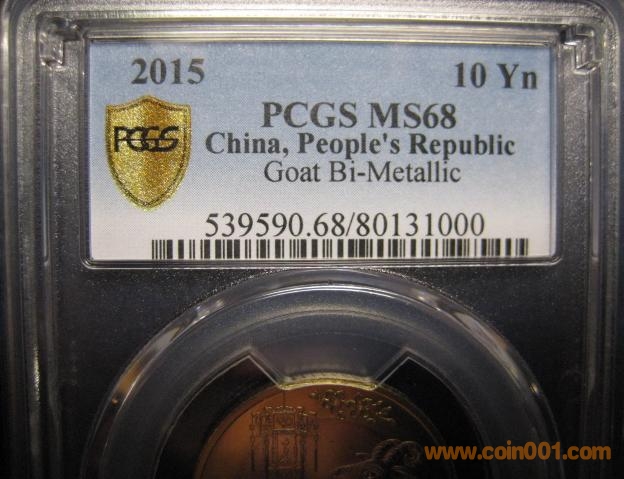 2015 10 Yn
PCGS PCGS MS68
China, People's Republic
Goat Bi-Metallic
539590.68/80131000
www.coin001.com